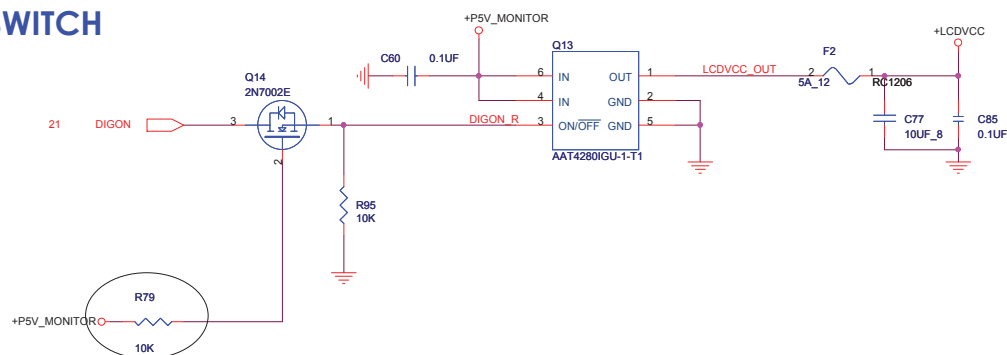 WITCH
+P5V_MONITOR
+LCDVCC
C60 0.1UF
Q13
F2
Q14
2N7002E
6 IN OUT 1 LCDVCC_OUT 2 1
5A_12 RC1206
4 IN GND 2
21 DIGON 3 1 DIGON_R 3 ON/OFF GND 5
C77
10UF_8
C85
0.1UF
AAT4280IGU-1-T1
2
R95
10K
R79
+P5V_MONITOR
10K